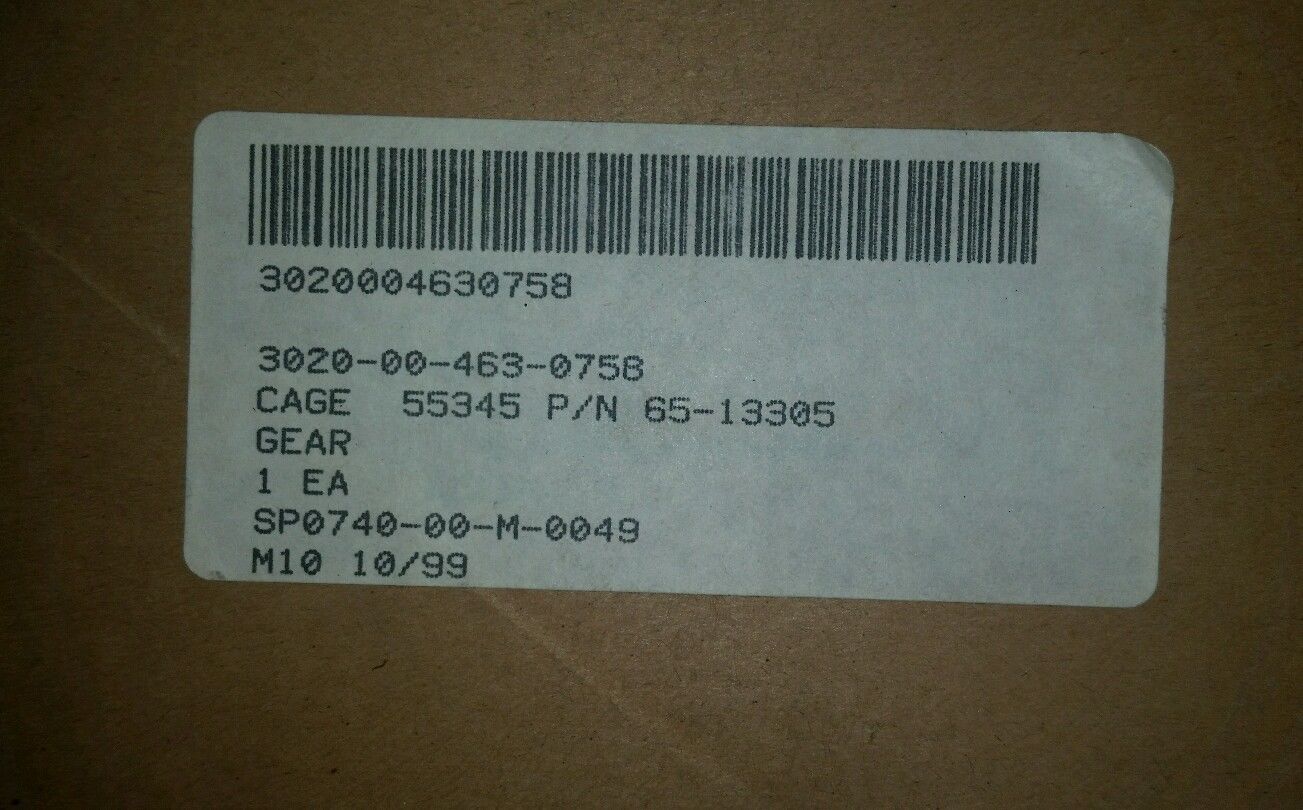 3020004630758
3020-00-463-0758
CAGE 55345 P/N 65-13305
GEAR
1 EA
SP0740-00-M-0049
M10 10/99